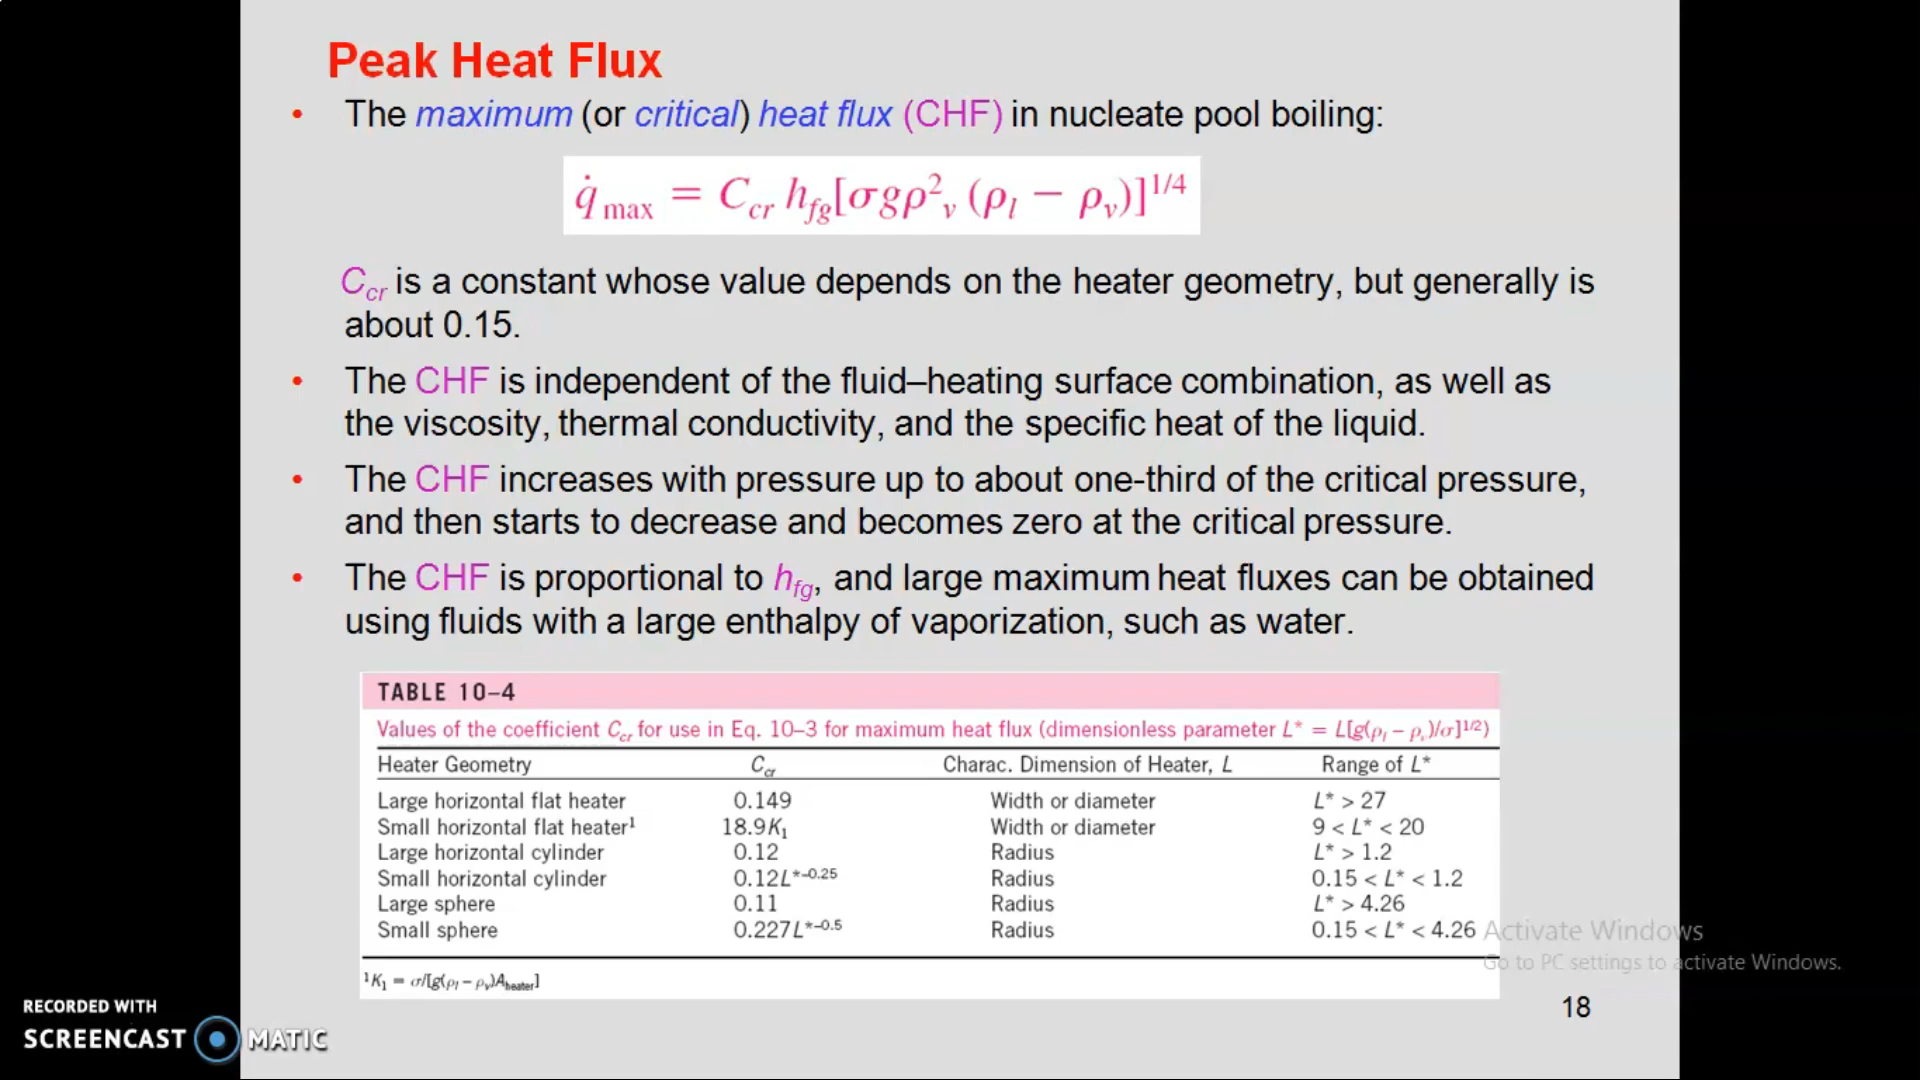 Peak Heat Flux
• The maximum (or critical) heat flux (CHF) in nucleate pool boiling:
q̇ max = Ccr hfg[σgρ²v (ρl − ρv)]1/4
Ccr is a constant whose value depends on the heater geometry, but generally is
about 0.15.
• The CHF is independent of the fluid–heating surface combination, as well as
the viscosity, thermal conductivity, and the specific heat of the liquid.
• The CHF increases with pressure up to about one-third of the critical pressure,
and then starts to decrease and becomes zero at the critical pressure.
• The CHF is proportional to hfg, and large maximum heat fluxes can be obtained
using fluids with a large enthalpy of vaporization, such as water.
TABLE 10–4
Values of the coefficient Ccr for use in Eq. 10–3 for maximum heat flux (dimensionless parameter L* = L[g(ρl − ρv)/σ]1/2)
Heater Geometry Ccr Charac. Dimension of Heater, L Range of L*
Large horizontal flat heater 0.149 Width or diameter L* > 27
Small horizontal flat heater¹ 18.9K₁ Width or diameter 9 < L* < 20
Large horizontal cylinder 0.12 Radius L* > 1.2
Small horizontal cylinder 0.12L*–0.25 Radius 0.15 < L* < 1.2
Large sphere 0.11 Radius L* > 4.26
Small sphere 0.227L*–0.5 Radius 0.15 < L* < 4.26
¹K₁ = σ/[g(ρl − ρv)Aheater]
Activate Windows
Go to PC settings to activate Windows.
18
RECORDED WITH
SCREENCAST MATIC